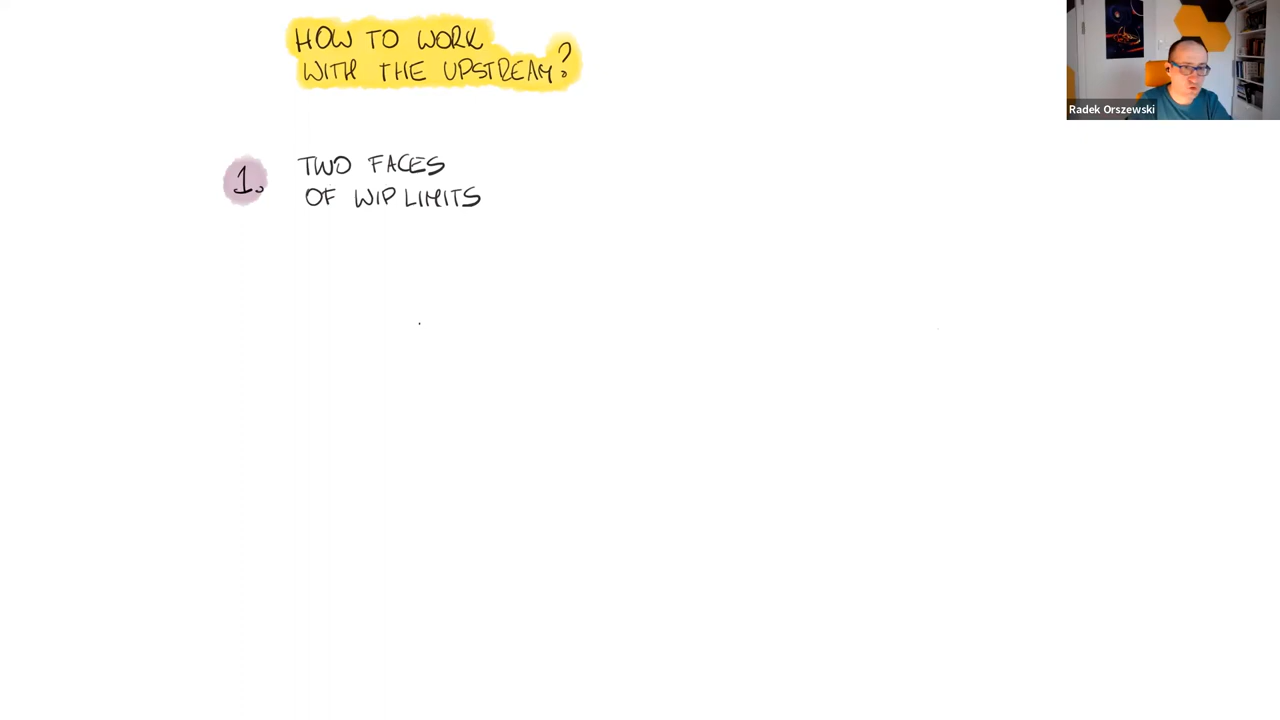 HOW TO WORK
WITH THE UPSTREAM?
1. TWO FACES
OF WIP LIMITS
Radek Orszewski